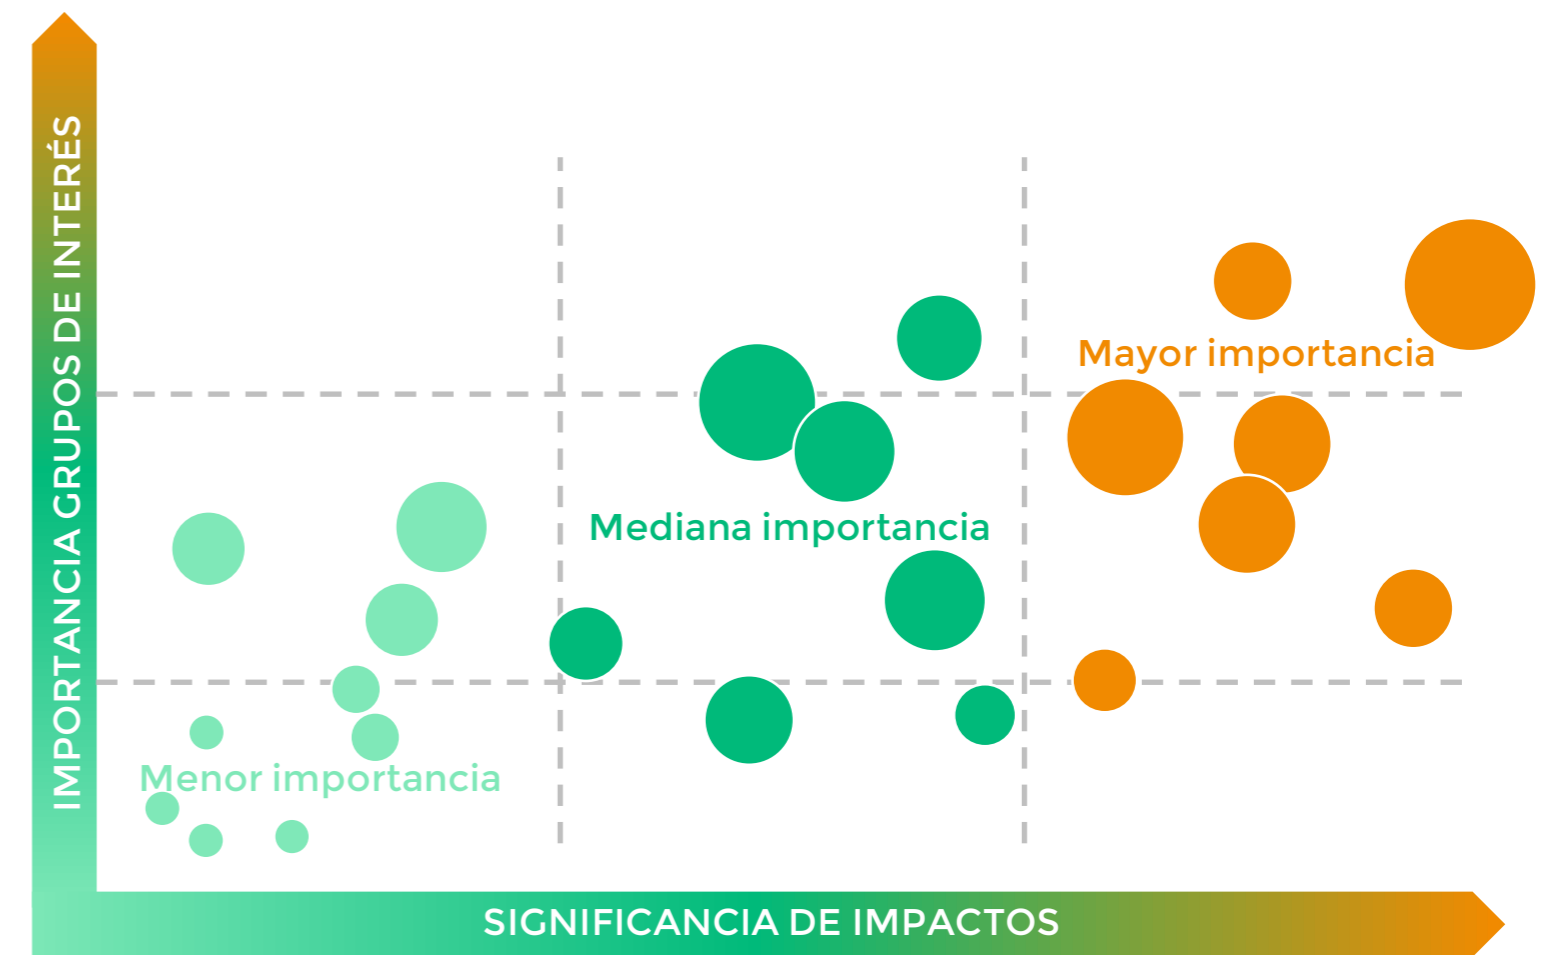 IMPORTANCIA GRUPOS DE INTERÉS
Mayor importancia
Mediana importancia
Menor importancia
SIGNIFICANCIA DE IMPACTOS